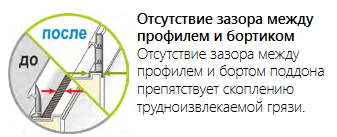 после
до
Отсутствие зазора между
профилем и бортиком
Отсутствие зазора между
профилем и бортом поддона
препятствует скоплению
трудноизвлекаемой грязи.